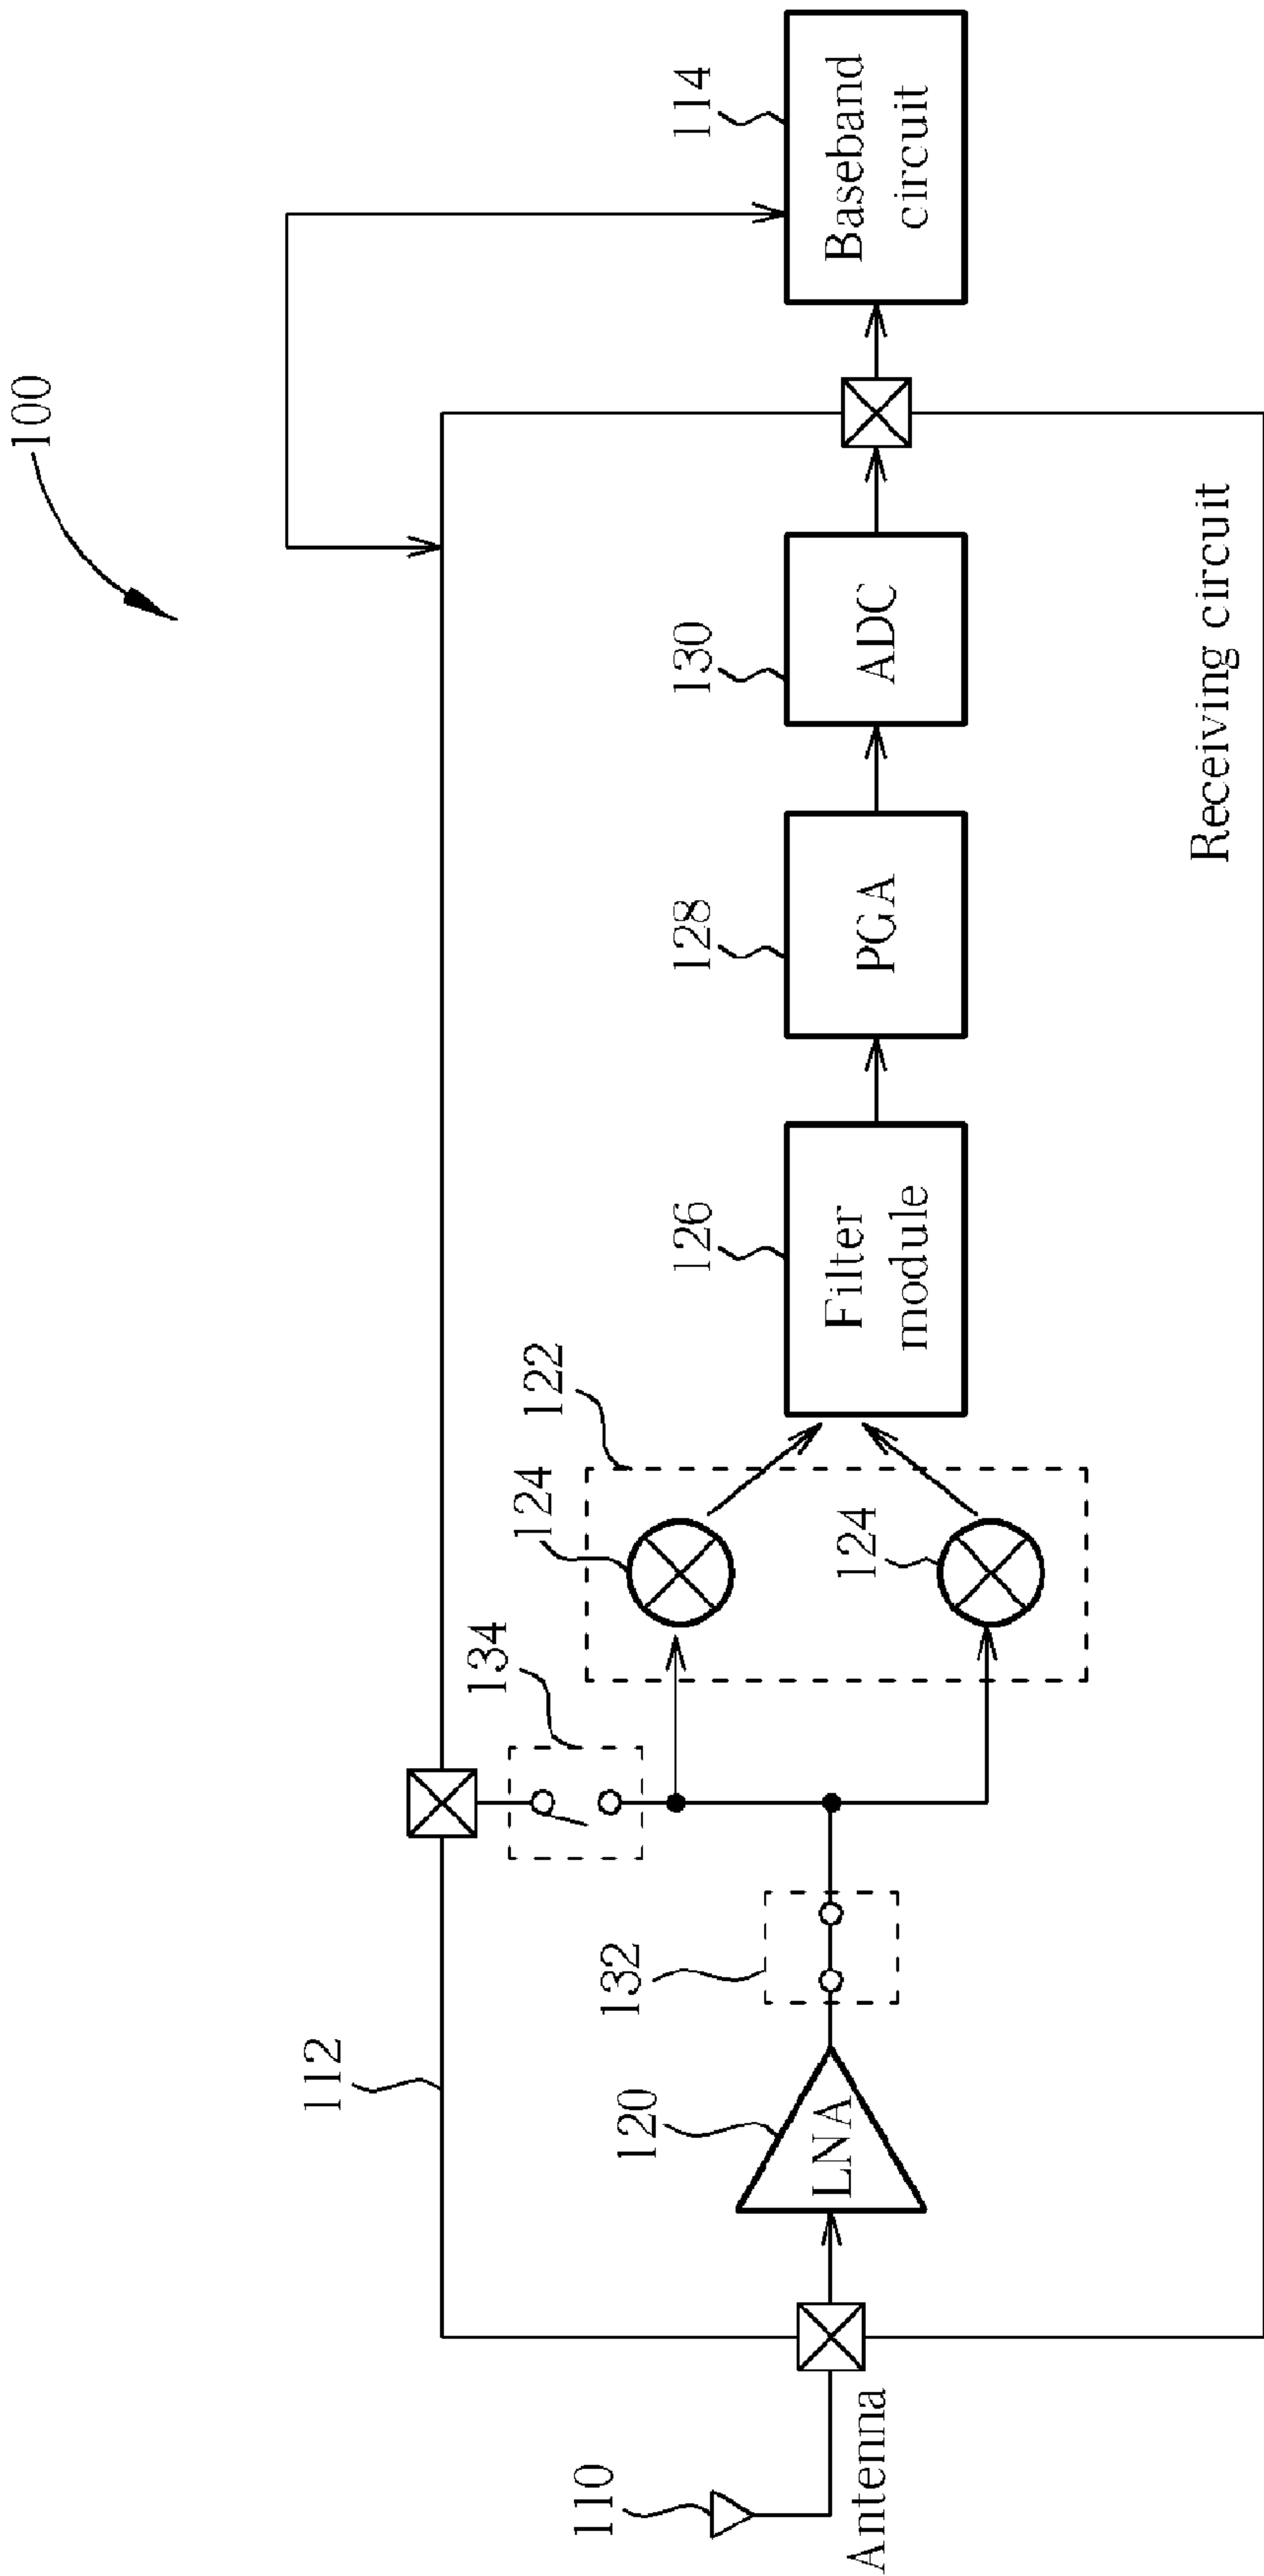 100
112
134
122
124
124
126
Filter
module
128
PGA
130
ADC
114
Baseband
circuit
132
120
LNA
110
Antenna
Receiving circuit